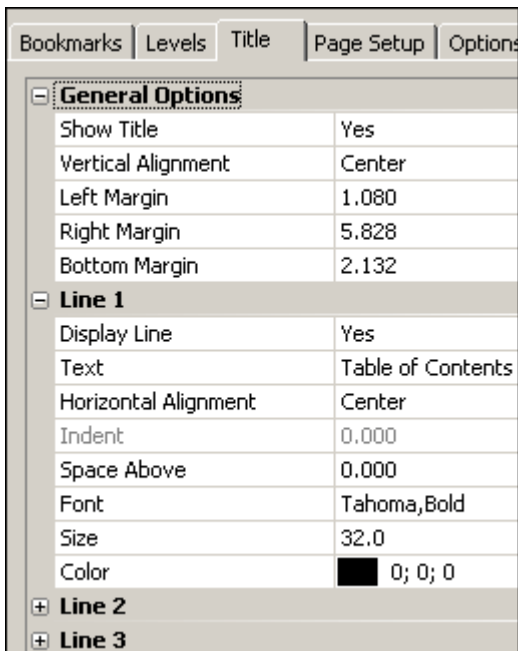 Bookmarks Levels Title Page Setup Options
General Options
Show Title Yes
Vertical Alignment Center
Left Margin 1.080
Right Margin 5.828
Bottom Margin 2.132
Line 1
Display Line Yes
Text Table of Contents
Horizontal Alignment Center
Indent 0.000
Space Above 0.000
Font Tahoma,Bold
Size 32.0
Color 0; 0; 0
Line 2
Line 3